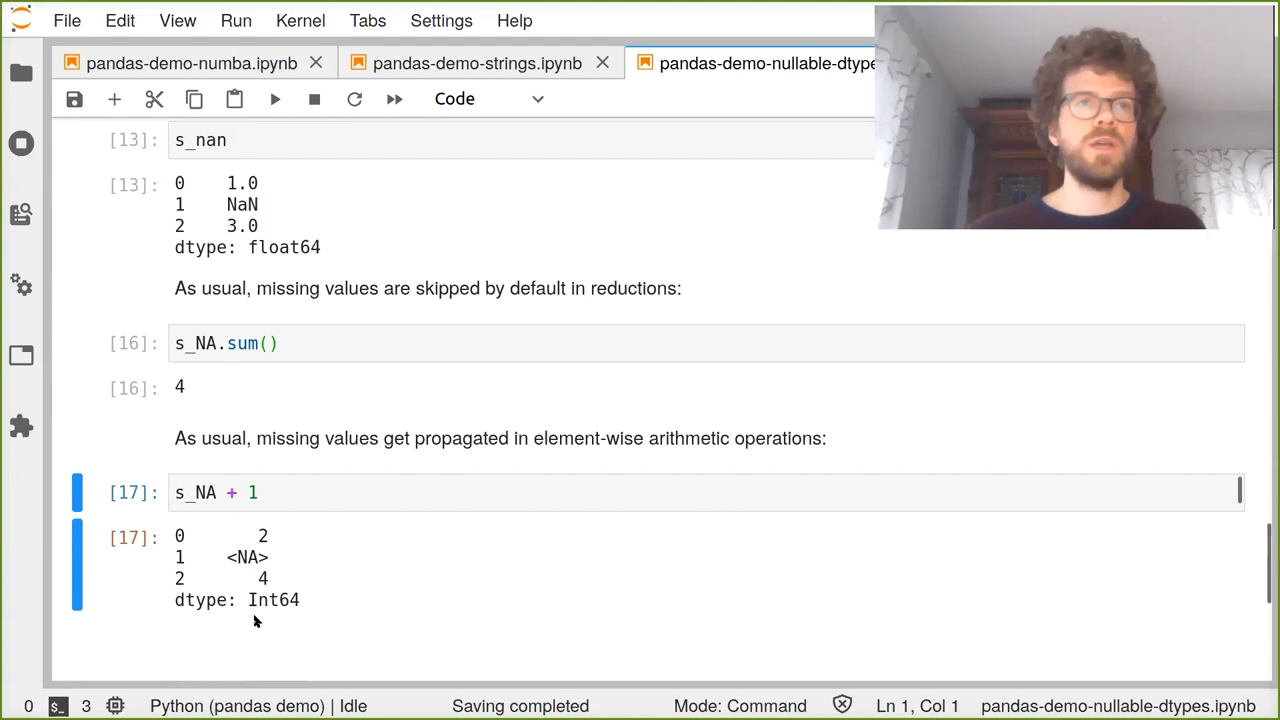 File Edit View Run Kernel Tabs Settings Help
pandas-demo-numba.ipynb pandas-demo-strings.ipynb pandas-demo-nullable-dtype
Code
[13]: s_nan
[13]: 0 1.0
1 NaN
2 3.0
dtype: float64
As usual, missing values are skipped by default in reductions:
[16]: s_NA.sum()
[16]: 4
As usual, missing values get propagated in element-wise arithmetic operations:
[17]: s_NA + 1
[17]: 0 2
1 <NA>
2 4
dtype: Int64
0 $_ 3 Python (pandas demo) | Idle Saving completed Mode: Command Ln 1, Col 1 pandas-demo-nullable-dtypes.ipynb